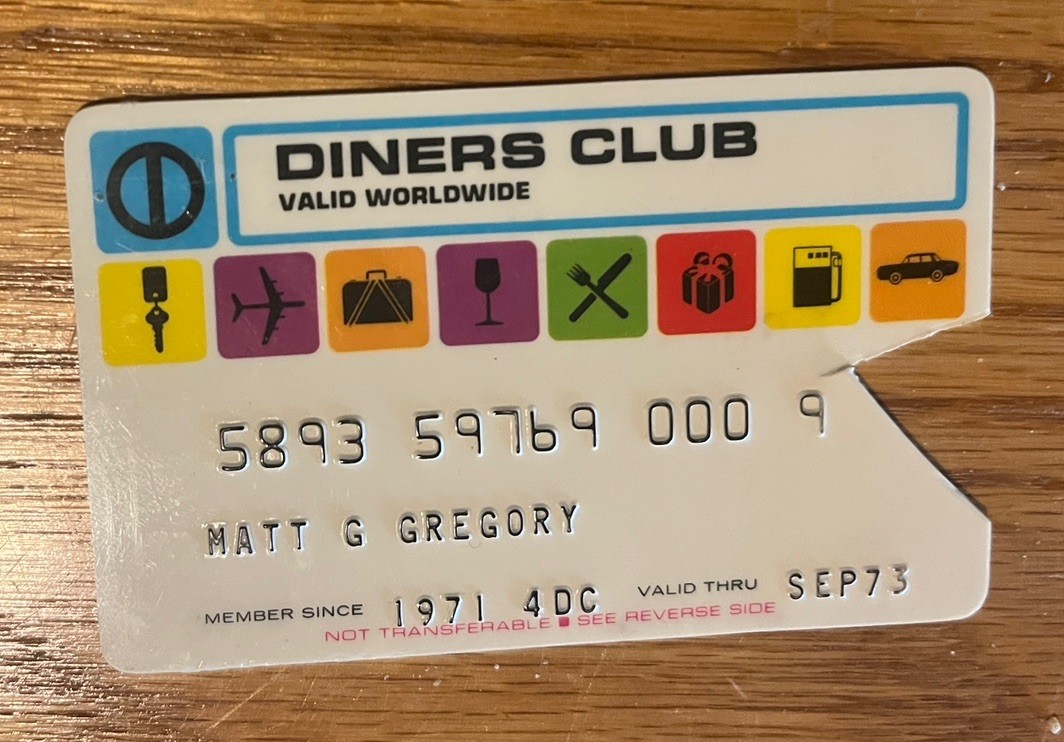 DINERS CLUB
VALID WORLDWIDE
5893 59769 000 9
MATT G GREGORY
MEMBER SINCE 1971 4DC VALID THRU SEP73
NOT TRANSFERABLE ■ SEE REVERSE SIDE